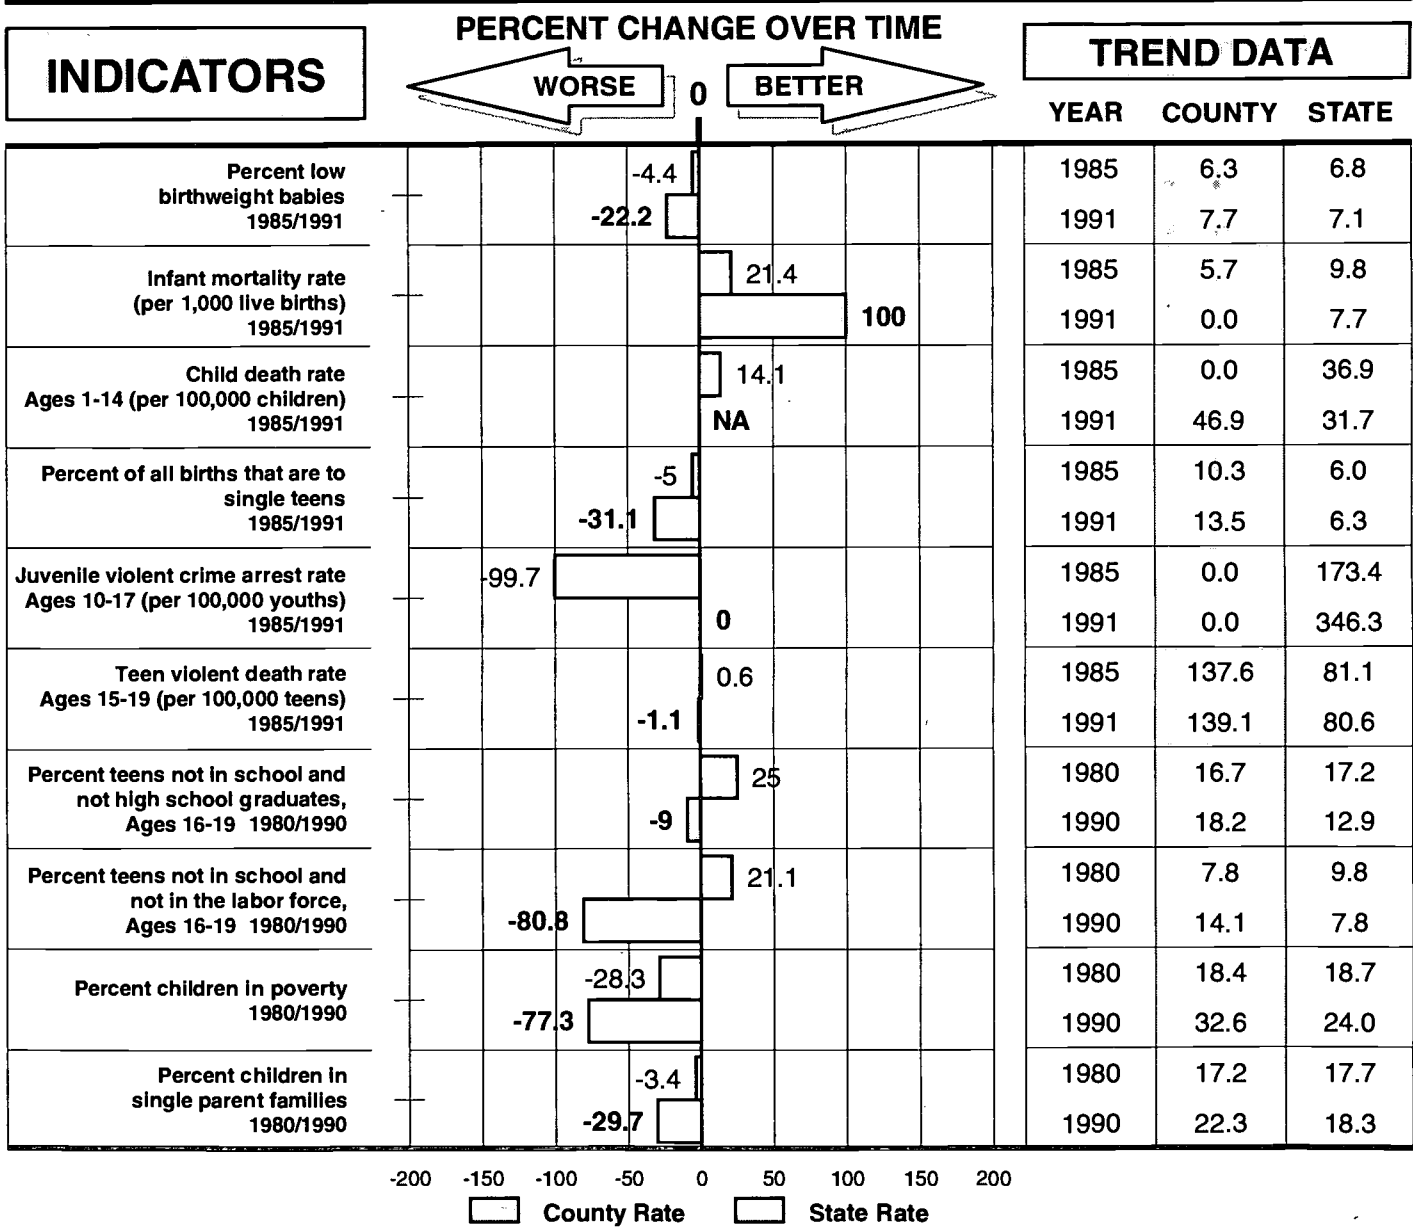 PERCENT CHANGE OVER TIME
INDICATORS
WORSE 0 BETTER
TREND DATA
YEAR COUNTY STATE
Percent low
birthweight babies
1985/1991
-4.4
-22.2
1985 6.3 6.8
1991 7.7 7.1
Infant mortality rate
(per 1,000 live births)
1985/1991
21.4
100
1985 5.7 9.8
1991 0.0 7.7
Child death rate
Ages 1-14 (per 100,000 children)
1985/1991
14.1
NA
1985 0.0 36.9
1991 46.9 31.7
Percent of all births that are to
single teens
1985/1991
-5
-31.1
1985 10.3 6.0
1991 13.5 6.3
Juvenile violent crime arrest rate
Ages 10-17 (per 100,000 youths)
1985/1991
-99.7
0
1985 0.0 173.4
1991 0.0 346.3
Teen violent death rate
Ages 15-19 (per 100,000 teens)
1985/1991
0.6
-1.1
1985 137.6 81.1
1991 139.1 80.6
Percent teens not in school and
not high school graduates,
Ages 16-19 1980/1990
25
-9
1980 16.7 17.2
1990 18.2 12.9
Percent teens not in school and
not in the labor force,
Ages 16-19 1980/1990
21.1
-80.8
1980 7.8 9.8
1990 14.1 7.8
Percent children in poverty
1980/1990
-28.3
-77.3
1980 18.4 18.7
1990 32.6 24.0
Percent children in
single parent families
1980/1990
-3.4
-29.7
1980 17.2 17.7
1990 22.3 18.3
-200 -150 -100 -50 0 50 100 150 200
County Rate State Rate